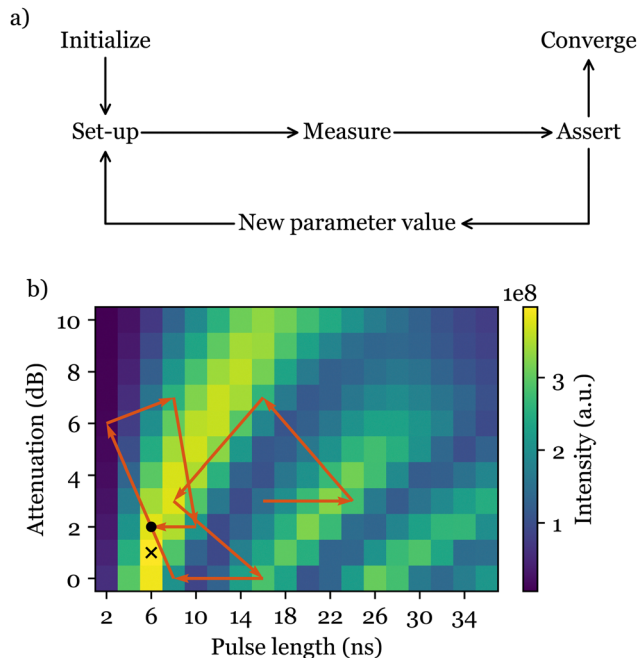 a)
Initialize
Converge
Set-up
Measure
Assert
New parameter value
b)
1e8
10
8
6
4
2
0
Attenuation (dB)
3
2
1
Intensity (a.u.)
2 6 10 14 18 22 26 30 34
Pulse length (ns)